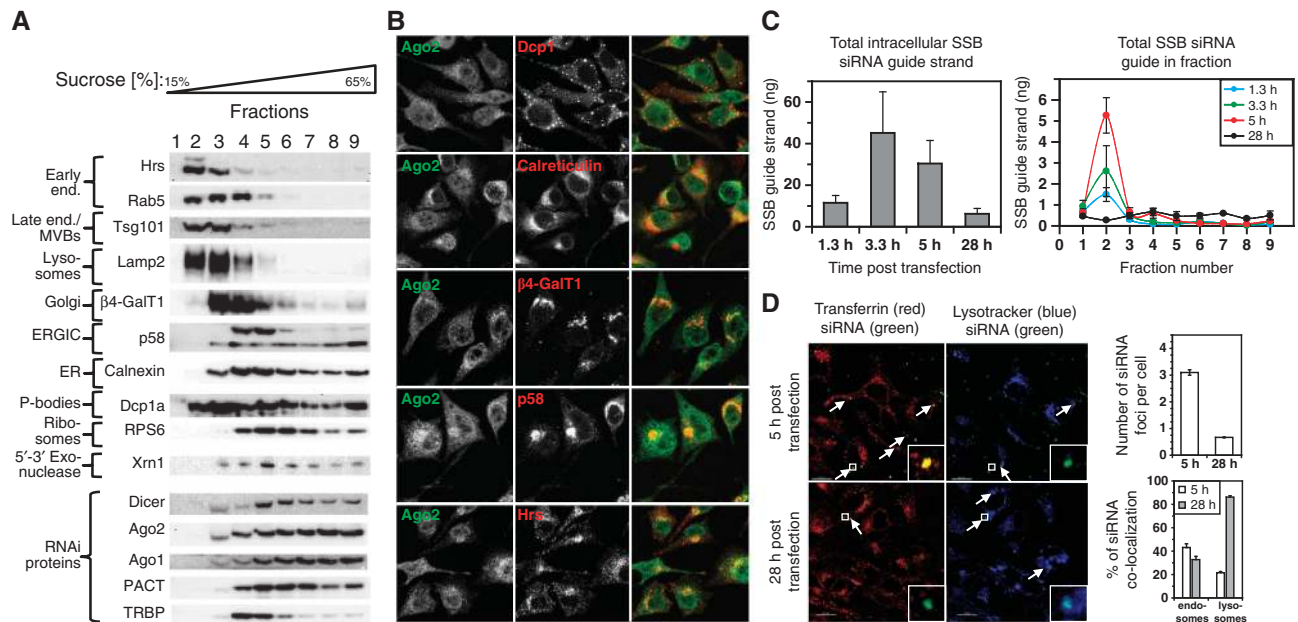 A
Sucrose [%]:
15%
65%
Fractions
1 2 3 4 5 6 7 8 9
Early end.
Hrs
Rab5
Late end./ MVBs
Tsg101
Lyso- somes
Lamp2
Golgi
β4-GalT1
ERGIC
p58
ER
Calnexin
P-bodies
Dcp1a
Ribo- somes
RPS6
5′-3′ Exo- nuclease
Xrn1
RNAi proteins
Dicer
Ago2
Ago1
PACT
TRBP
B
Ago2 Dcp1
Ago2 Calreticulin
Ago2 β4-GalT1
Ago2 p58
Ago2 Hrs
C
Total intracellular SSB
siRNA guide strand
SSB guide strand (ng)
60
40
20
0
1.3 h 3.3 h 5 h 28 h
Time post transfection
Total SSB siRNA
guide in fraction
SSB guide strand (ng)
6
5
4
3
2
1
0
1.3 h
3.3 h
5 h
28 h
0 1 2 3 4 5 6 7 8 9
Fraction number
D
Transferrin (red)
siRNA (green)
Lysotracker (blue)
siRNA (green)
5 h post
transfection
28 h post
transfection
Number of siRNA
foci per cell
4
3
2
1
0
5 h 28 h
% of siRNA
co-localization
100
80
60
40
20
0
5 h
28 h
endo- somes
lyso- somes